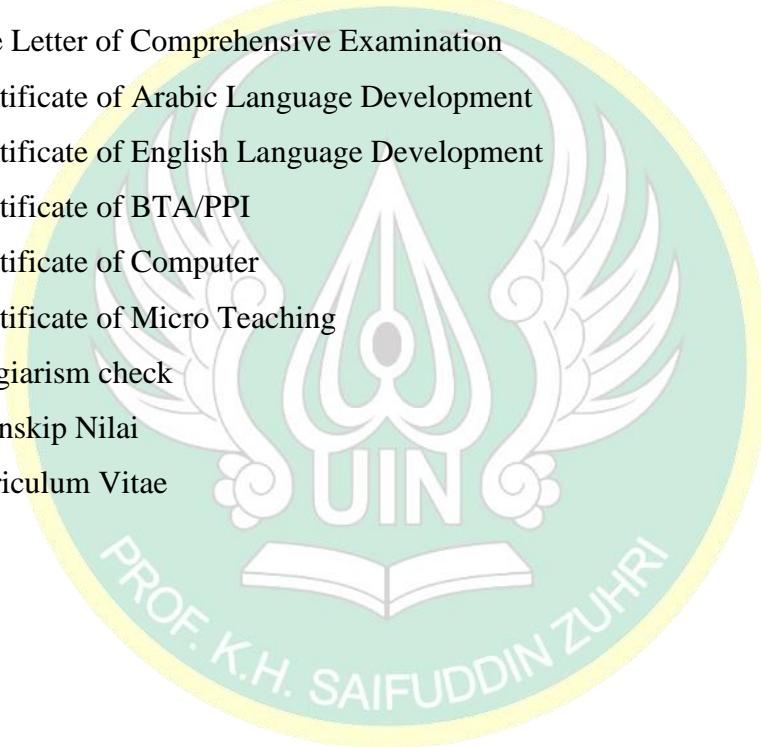 e Letter of Comprehensive Examination
tificate of Arabic Language Development
tificate of English Language Development
tificate of BTA/PPI
tificate of Computer
tificate of Micro Teaching
giarism check
nskip Nilai
riculum Vitae
UIN
PROF. K.H. SAIFUDDIN ZUHRI